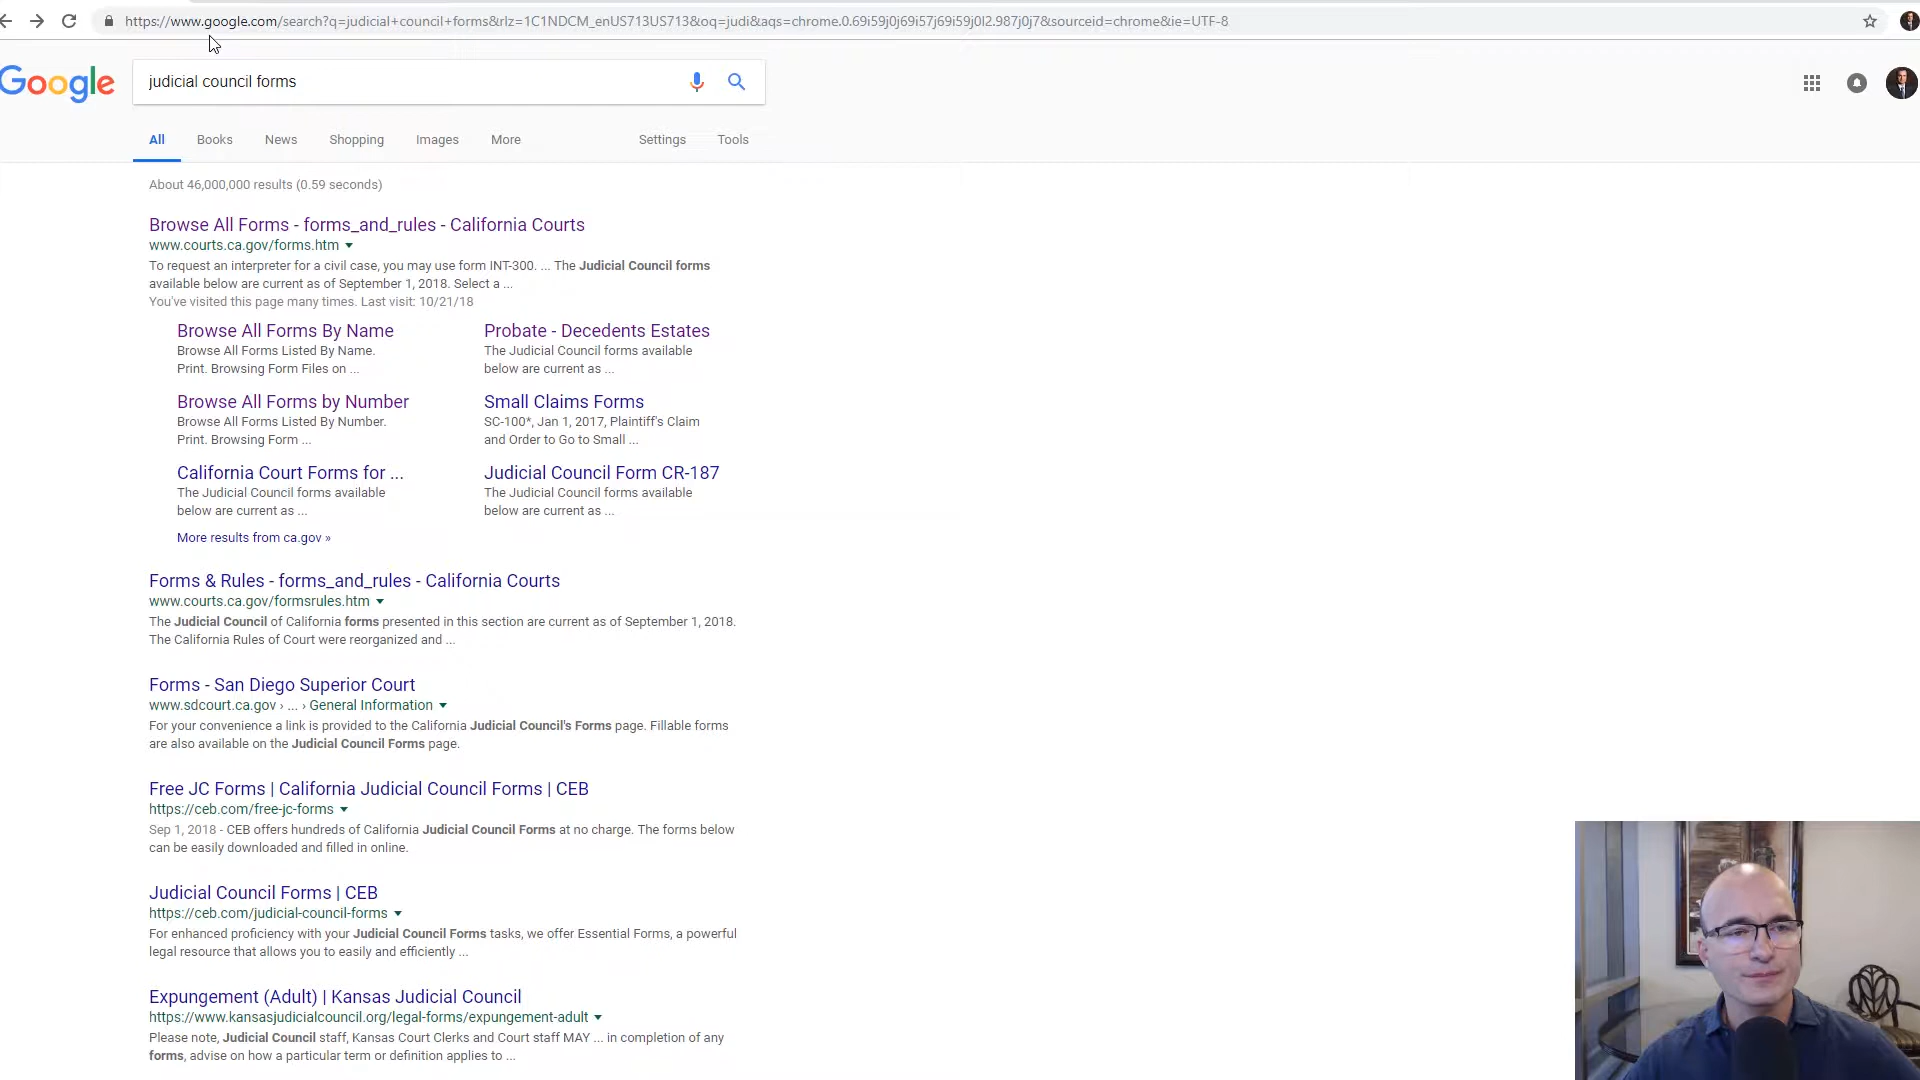 https://www.google.com/search?q=judicial+council+forms&rlz=1C1NDCM_enUS713US713&oq=judi&aqs=chrome.0.69i59j0j69i57j69i59j0l2.987j0j7&sourceid=chrome&ie=UTF-8
Google
judicial council forms
All Books News Shopping Images More Settings Tools
About 46,000,000 results (0.59 seconds)
Browse All Forms - forms_and_rules - California Courts
www.courts.ca.gov/forms.htm
To request an interpreter for a civil case, you may use form INT-300. ... The Judicial Council forms
available below are current as of September 1, 2018. Select a ...
You've visited this page many times. Last visit: 10/21/18
Browse All Forms By Name
Browse All Forms Listed By Name.
Print. Browsing Form Files on ...
Probate - Decedents Estates
The Judicial Council forms available
below are current as ...
Browse All Forms by Number
Browse All Forms Listed By Number.
Print. Browsing Form ...
Small Claims Forms
SC-100*, Jan 1, 2017, Plaintiff's Claim
and Order to Go to Small ...
California Court Forms for ...
The Judicial Council forms available
below are current as ...
Judicial Council Form CR-187
The Judicial Council forms available
below are current as ...
More results from ca.gov »
Forms & Rules - forms_and_rules - California Courts
www.courts.ca.gov/formsrules.htm
The Judicial Council of California forms presented in this section are current as of September 1, 2018.
The California Rules of Court were reorganized and ...
Forms - San Diego Superior Court
www.sdcourt.ca.gov › ... › General Information
For your convenience a link is provided to the California Judicial Council's Forms page. Fillable forms
are also available on the Judicial Council Forms page.
Free JC Forms | California Judicial Council Forms | CEB
https://ceb.com/free-jc-forms
Sep 1, 2018 - CEB offers hundreds of California Judicial Council Forms at no charge. The forms below
can be easily downloaded and filled in online.
Judicial Council Forms | CEB
https://ceb.com/judicial-council-forms
For enhanced proficiency with your Judicial Council Forms tasks, we offer Essential Forms, a powerful
legal resource that allows you to easily and efficiently ...
Expungement (Adult) | Kansas Judicial Council
https://www.kansasjudicialcouncil.org/legal-forms/expungement-adult
Please note, Judicial Council staff, Kansas Court Clerks and Court staff MAY ... in completion of any
forms, advise on how a particular term or definition applies to ...